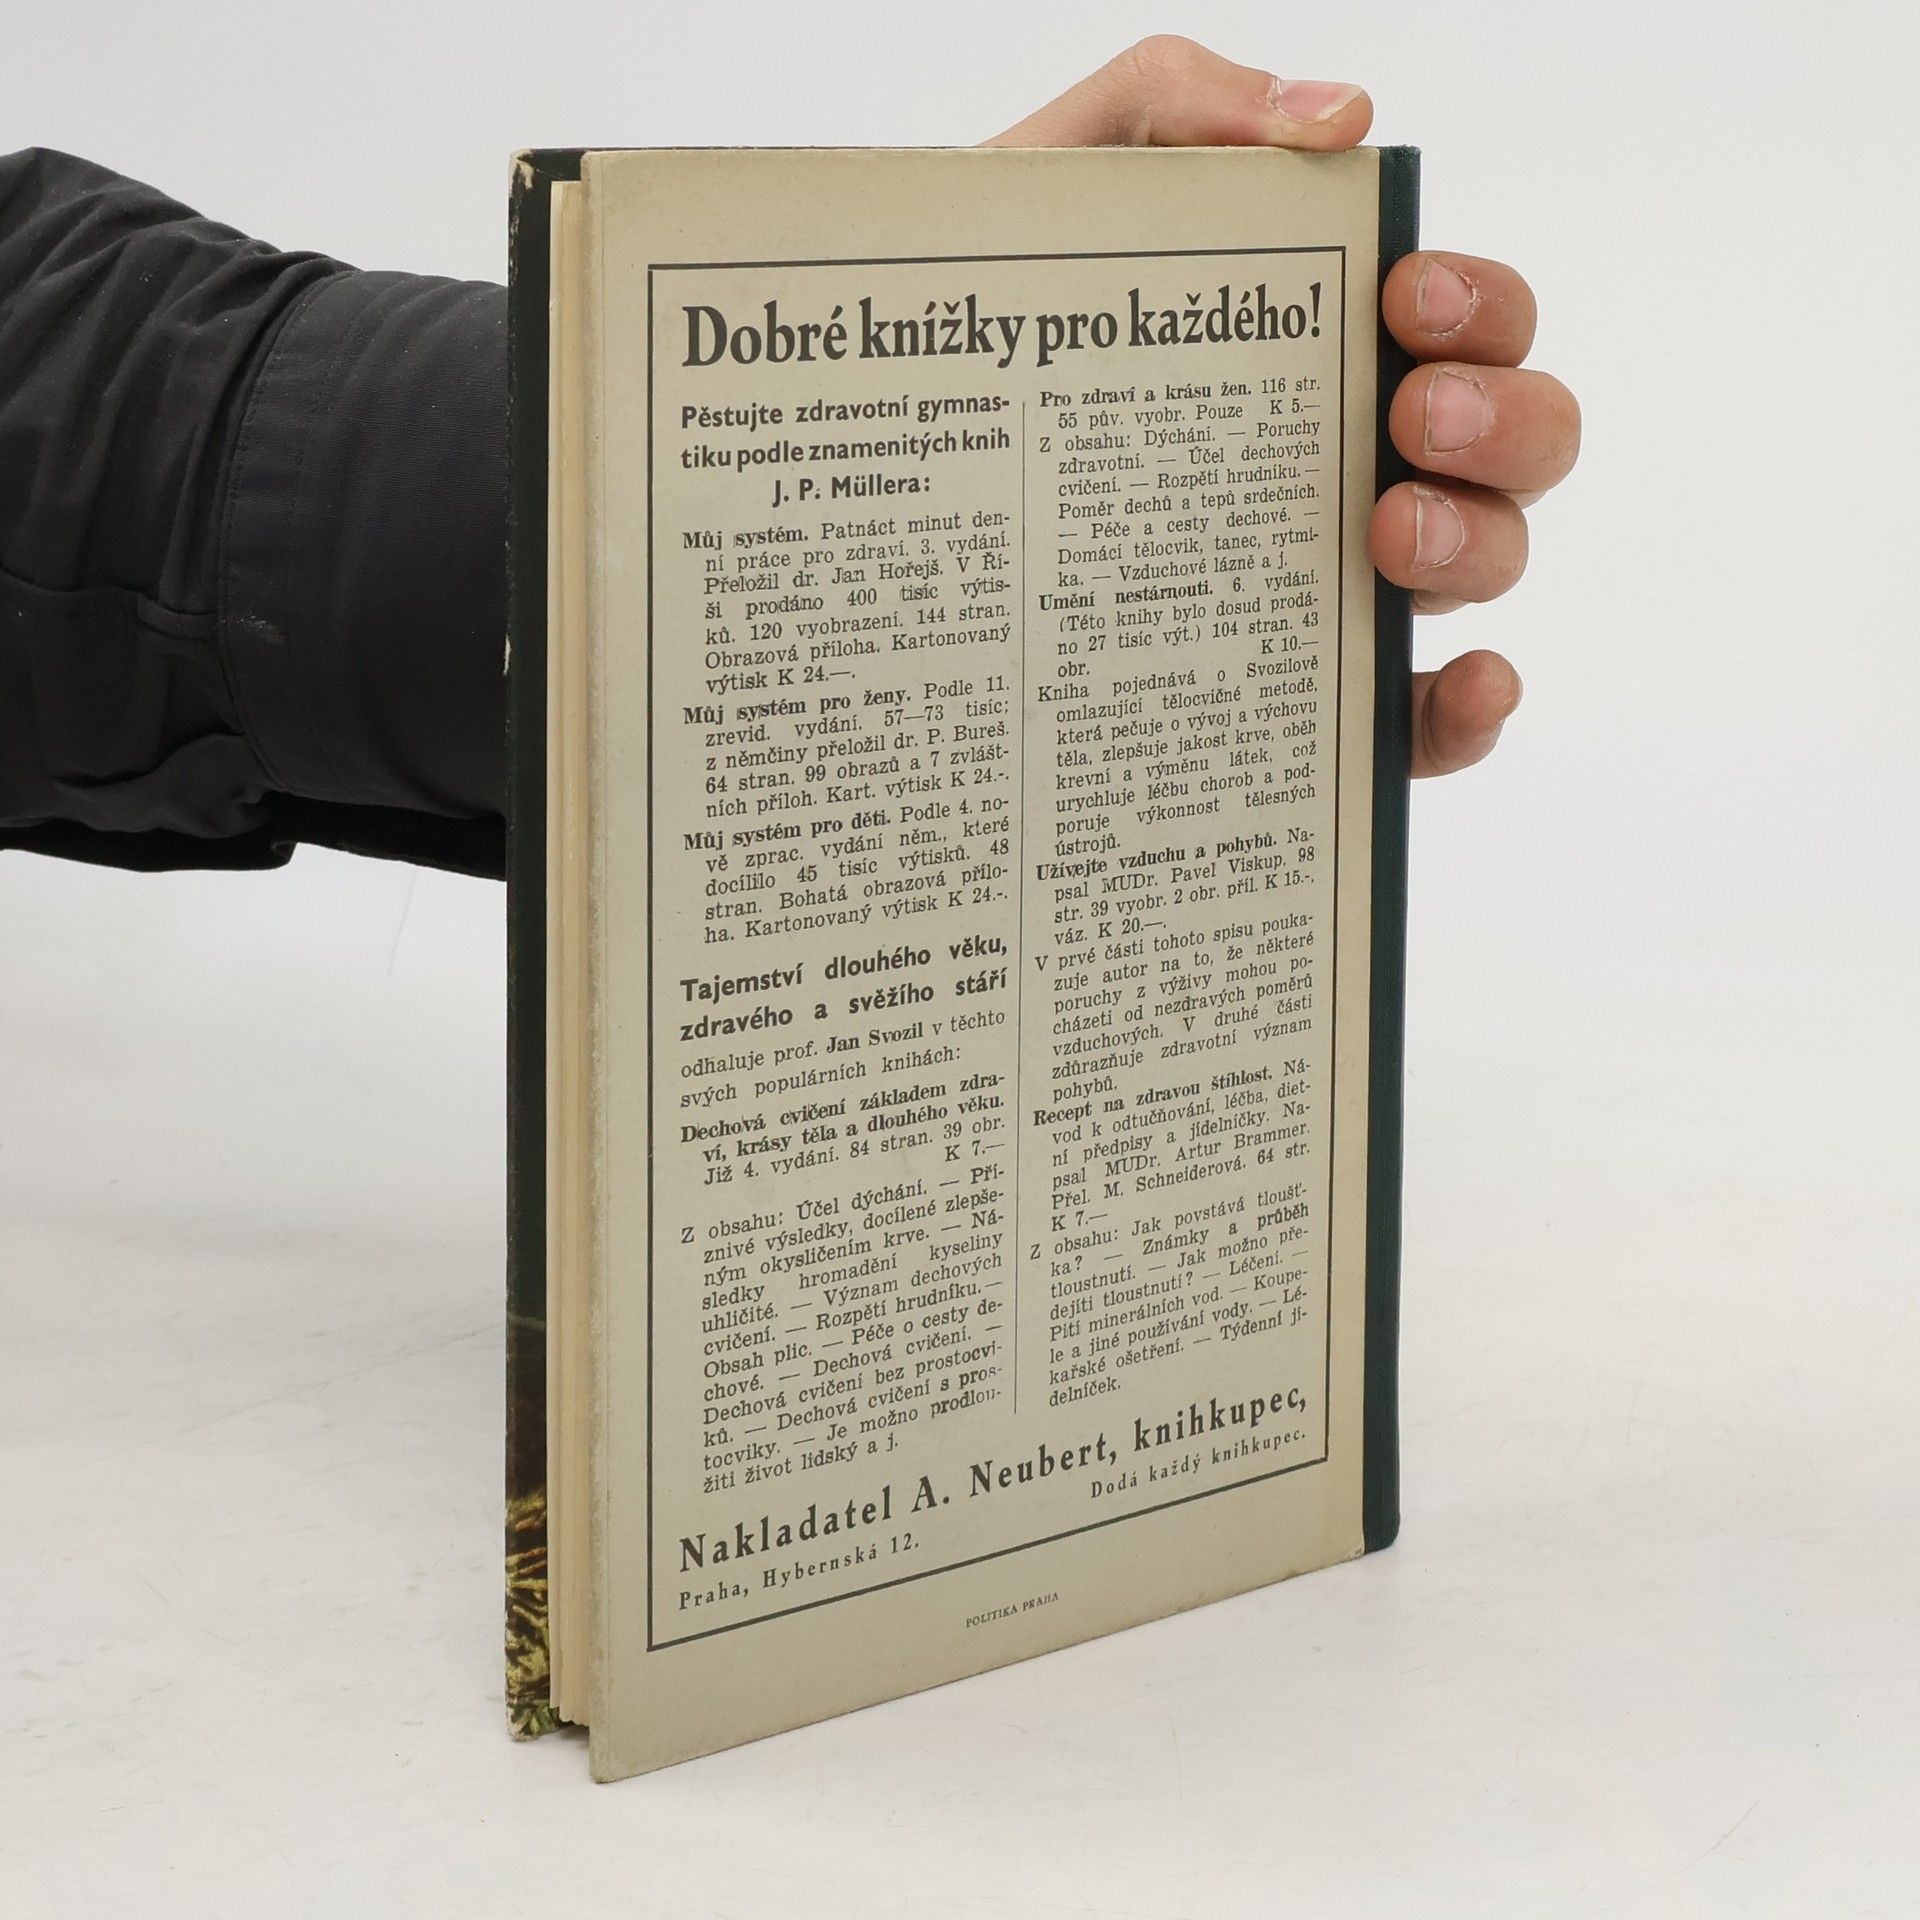 Dobré knížky pro každého!
Pěstujte zdravotní gymnas-
tiku podle znamenitých knih
J. P. Müllera:
Můj systém. Patnáct minut den-
ní práce pro zdraví. 3. vydání.
Přeložil dr. Jan Hořejš. V Ří-
ši prodáno 400 tisíc výtis-
ků. 120 vyobrazení. 144 stran.
Obrazová příloha. Kartonovaný
výtisk K 24.—.
Můj systém pro ženy. Podle 11.
zrevid. vydání. 57—73 tisíc:
z němčiny přeložil dr. P. Bureš.
64 stran. 99 obrazů a 7 zvlášt-
ních příloh. Kart. výtisk K 24.-.
Můj systém pro děti. Podle 4. no-
vě zprac. vydání něm., které
docílilo 45 tisíc výtisků. 48
stran. Bohatá obrazová přílo-
ha. Kartonovaný výtisk K 24.-.
Tajemství dlouhého věku,
zdravého a svěžího stáří
odhaluje prof. Jan Svozil v těchto
svých populárních knihách:
Dechová cvičení základem zdra-
ví, krásy těla a dlouhého věku.
Již 4. vydání. 84 stran. 39 obr.
K 7.—
Z obsahu: Účel dýchání. — Pří-
znivé výsledky, docílené zlepše-
ným okysličením krve. — Ná-
sledky hromadění kyseliny
uhličité. — Význam dechových
cvičení. — Rozpětí hrudníku. —
Obsah plic. — Péče o cesty de-
chové. — Dechová cvičení. —
Dechová cvičení bez prostocvi-
ků. — Dechová cvičení s pros-
tocviky. — Je možno prodlou-
žiti život lidský a j.
Pro zdraví a krásu žen. 116 str.
55 pův. vyobr. Pouze K 5.—
Z obsahu: Dýchání. — Poruchy
zdravotní. — Účel dechových
cvičení. — Rozpětí hrudníku. —
Poměr dechů a tepů srdečních.
— Péče a cesty dechové. —
Domácí tělocvik, tanec, rytmi-
ka. — Vzduchové lázně a j.
Umění nestárnouti. 6. vydání.
(Této knihy bylo dosud prodá-
no 27 tisíc výt.) 104 stran. 43
obr. K 10.—
Kniha pojednává o Svozilově
omlazující tělocvičné metodě,
která pečuje o vývoj a výchovu
těla, zlepšuje jakost krve, oběh
krevní a výměnu látek, což
urychluje léčbu chorob a pod-
poruje výkonnost tělesných
ústrojů.
Užívejte vzduchu a pohybů. Na-
psal MUDr. Pavel Viskup. 98
str. 39 vyobr. 2 obr. příl. K 15.-.
váz. K 20.—.
V prvé části tohoto spisu pouka-
zuje autor na to, že některé
poruchy z výživy mohou po-
cházeti od nezdravých poměrů
vzduchových. V druhé části
zdůrazňuje zdravotní význam
pohybů.
Recept na zdravou štíhlost. Ná-
vod k odtučňování, léčba, diet-
ní předpisy a jídelníčky. Na-
psal MUDr. Artur Brammer.
Přel. M. Schneiderová. 64 str.
K 7.—
Z obsahu: Jak povstává tloušť-
ka? — Známky a průběh
tloustnutí. — Jak možno pře-
dejíti tloustnutí? — Léčení. —
Pití minerálních vod. — Koupe-
le a jiné používání vody. — Lé-
kařské ošetření. — Týdenní jí-
delníček.
Nakladatel A. Neubert, knihkupec,
Praha, Hybernská 12. Dodá každý knihkupec.
POLITIKA PRAHA